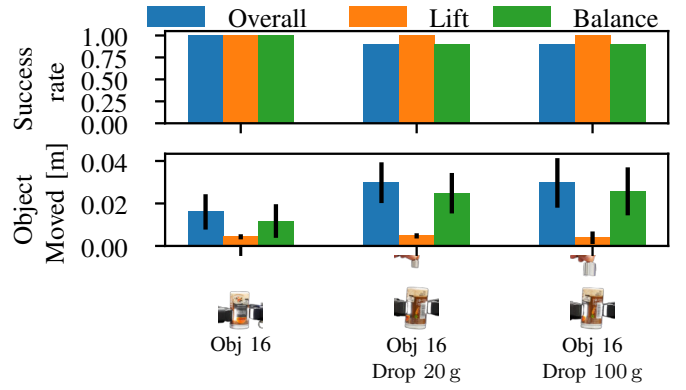 Overall Lift Balance
Success rate
1.00
0.75
0.50
0.25
0.00
Object Moved [m]
0.04
0.02
0.00
Obj 16
Obj 16
Drop 20 g
Obj 16
Drop 100 g